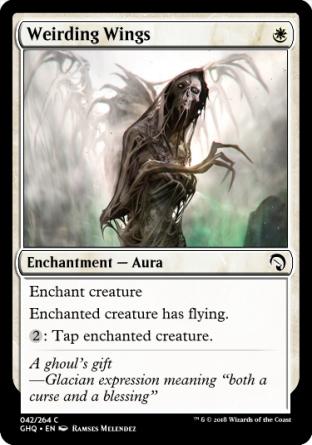 Weirding Wings
Enchantment — Aura
Enchant creature
Enchanted creature has flying.
2: Tap enchanted creature.
A ghoul's gift
—Glacian expression meaning “both a
curse and a blessing”
042/264 C
GHQ • EN Ramses Melendez
™ & © 2018 Wizards of the Coast